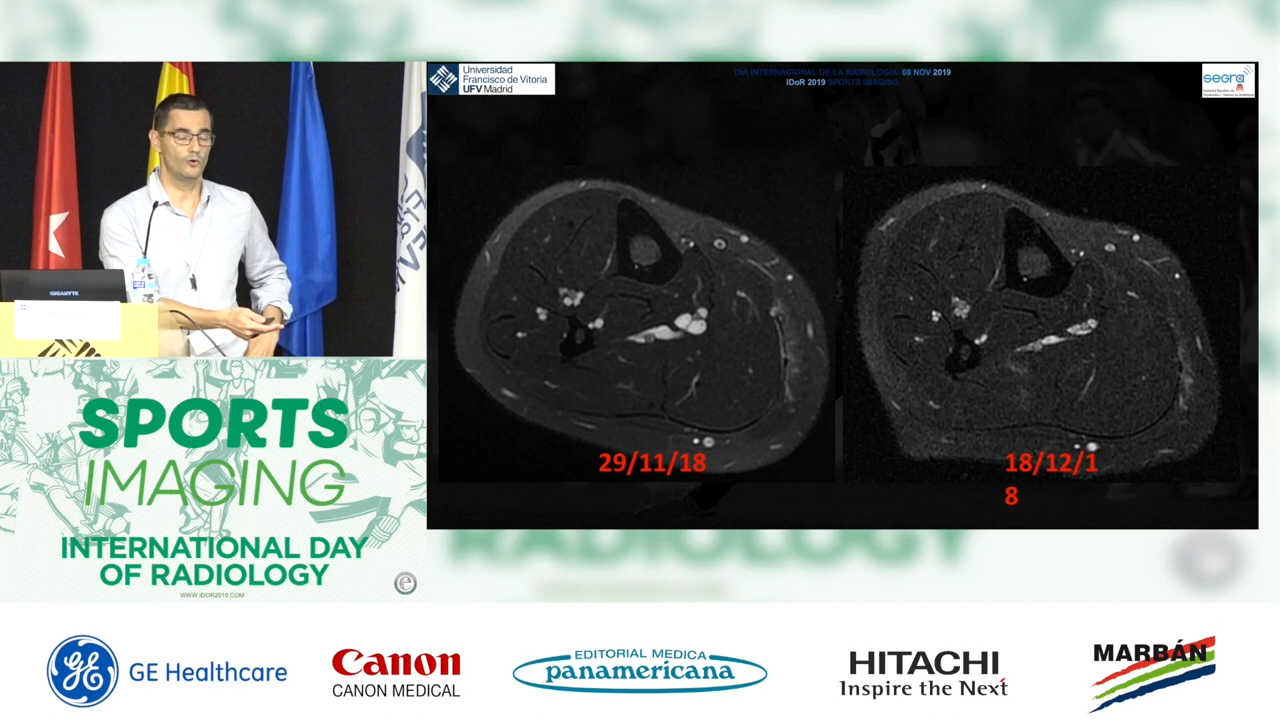 Universidad
Francisco de Vitoria
UFV Madrid
DIA INTERNACIONAL DE LA RADIOLOGIA. 08 NOV 2019
IDoR 2019 SPORTS IMAGING
segra
29/11/18
18/12/1
8
GIGABYTE
SPORTS
IMAGING
INTERNATIONAL DAY
OF RADIOLOGY
WWW.IDOR2019.COM
RADIOLOGY
GE Healthcare
Canon
CANON MEDICAL
EDITORIAL MEDICA
panamericana
HITACHI
Inspire the Next
MARBÁN